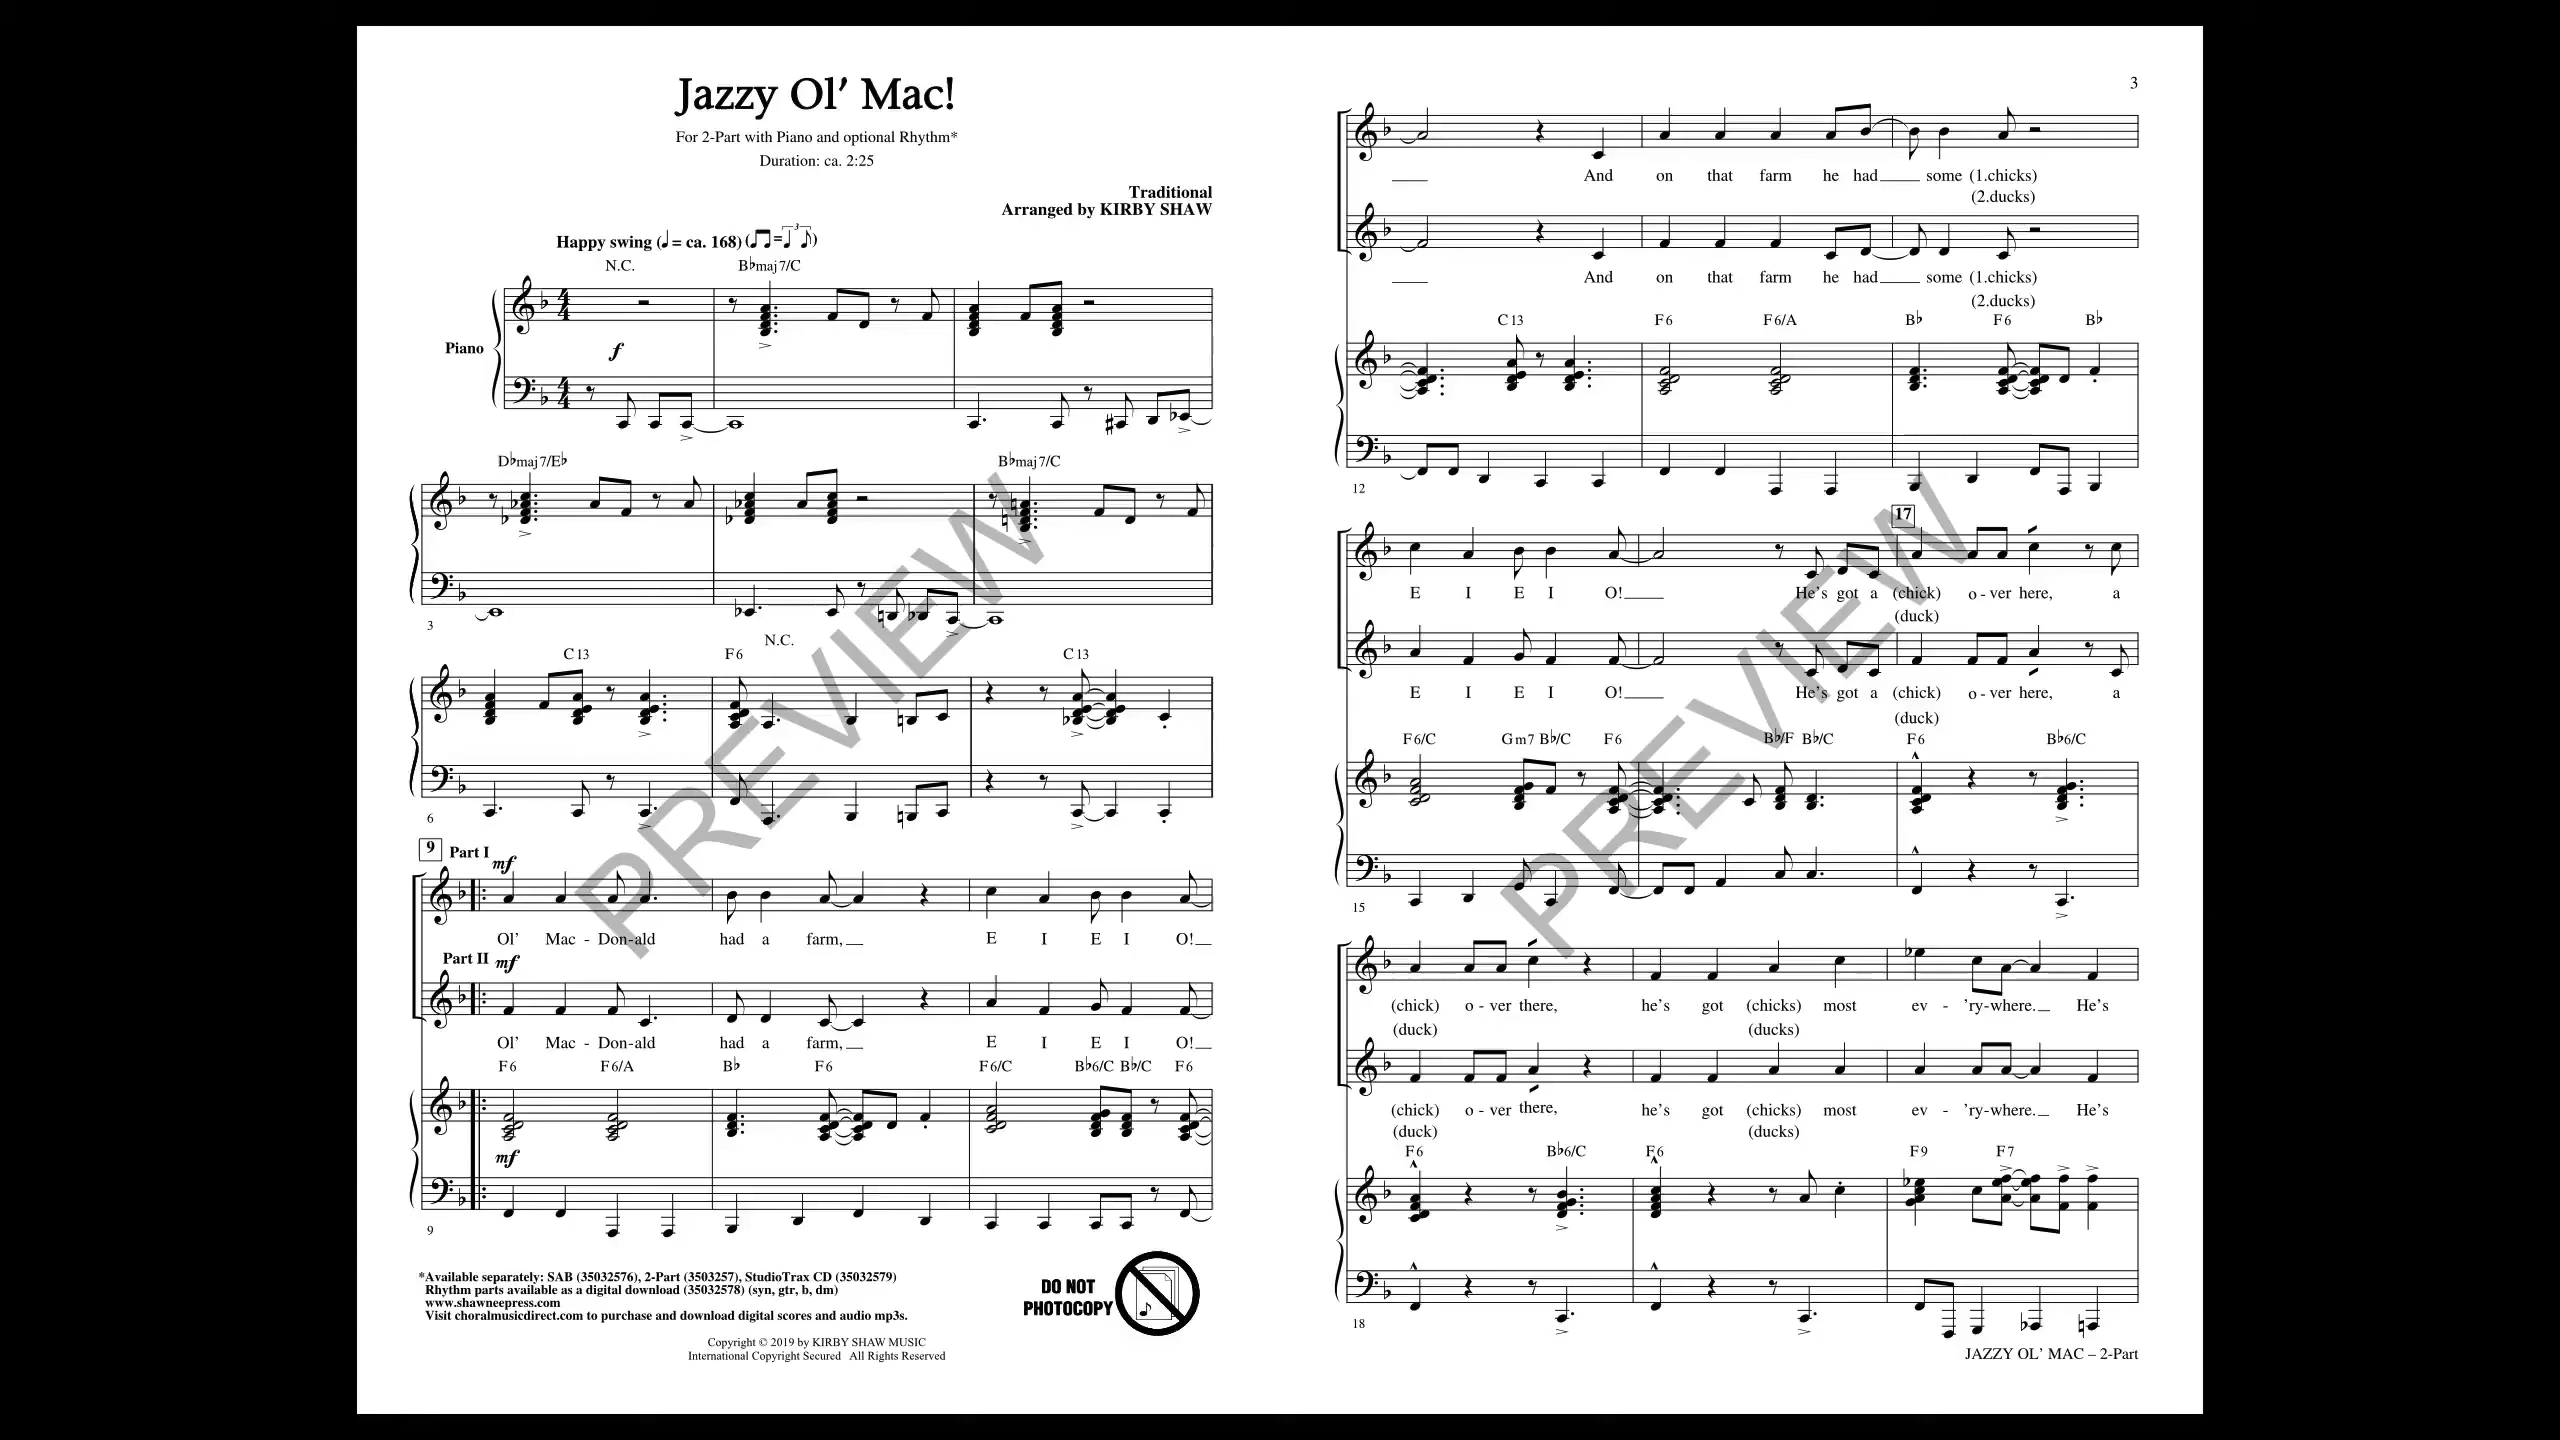 Jazzy Ol’ Mac!
For 2-Part with Piano and optional Rhythm*
Duration: ca. 2:25
Traditional
Arranged by KIRBY SHAW
Happy swing (♩ = ca. 168) (♫ = ♩ ♪ 3)
N.C. B♭maj7/C
Piano
f
D♭maj7/E♭ B♭maj7/C
3
C13 F6 N.C. C13
6
9 Part I mf
Ol’ Mac - Don-ald had a farm, E I E I O!
Part II mf
Ol’ Mac - Don-ald had a farm, E I E I O!
F6 F6/A B♭ F6 F6/C B♭6/C B♭/C F6
mf
9
*Available separately: SAB (35032576), 2-Part (3503257), StudioTrax CD (35032579)
Rhythm parts available as a digital download (35032578) (syn, gtr, b, dm)
www.shawneepress.com
Visit choralmusicdirect.com to purchase and download digital scores and audio mp3s.
DO NOT
PHOTOCOPY
Copyright © 2019 by KIRBY SHAW MUSIC
International Copyright Secured All Rights Reserved
PREVIEW
3
And on that farm he had some (1.chicks)
(2.ducks)
And on that farm he had some (1.chicks)
(2.ducks)
C13 F6 F6/A B♭ F6 B♭
12
17
E I E I O! He’s got a (chick) o - ver here, a
(duck)
E I E I O! He’s got a (chick) o - ver here, a
(duck)
F6/C Gm7 B♭/C F6 B♭/F B♭/C F6 B♭6/C
15
(chick) o - ver there, he’s got (chicks) most ev - ’ry-where. He’s
(duck) (ducks)
(chick) o - ver there, he’s got (chicks) most ev - ’ry-where. He’s
(duck) (ducks)
F6 B♭6/C F6 F9 F7
18
JAZZY OL’ MAC – 2-Part
PREVIEW